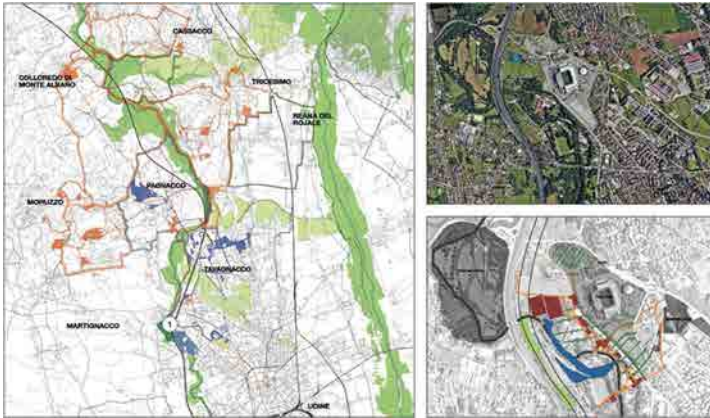 CASSACCO
COLLOREDO DI
MONTE ALBANO
TRICESIMO
REANA DEL
ROJALE
PAGNACCO
MORUZZO
TAVAGNACCO
MARTIGNACCO
1
UDINE